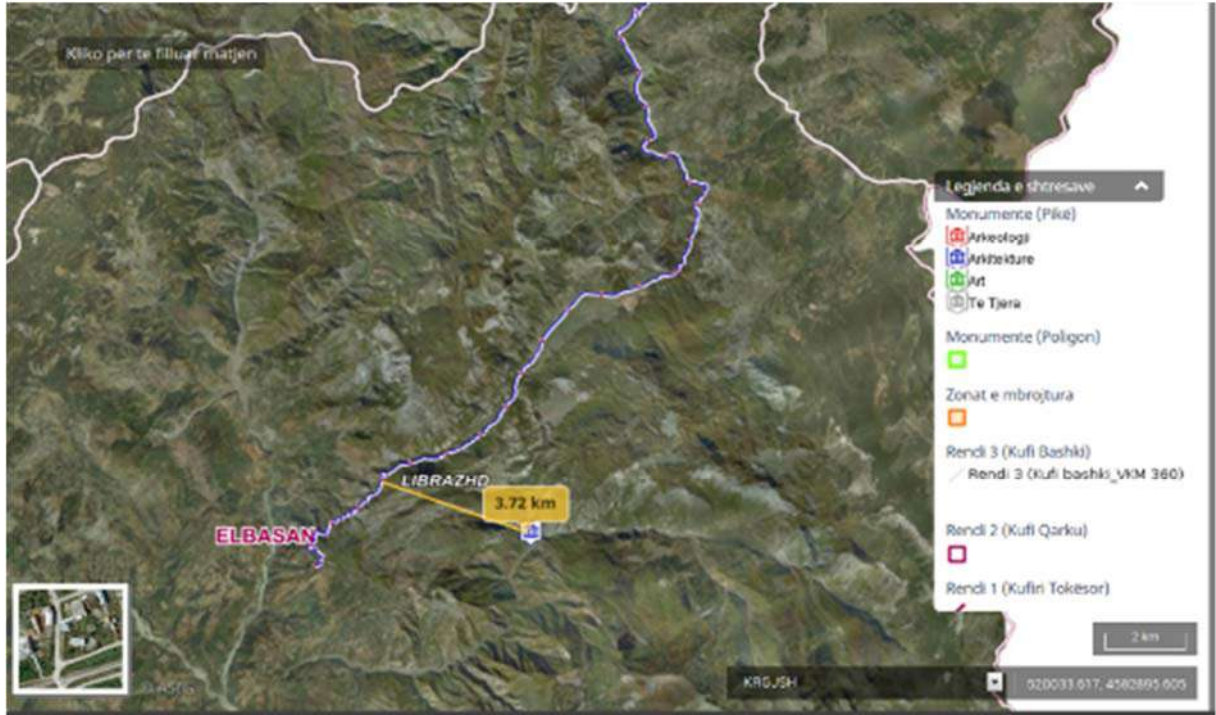 Kliko per te filluar matjen
Legjenda e shtresave
Monumente (Pikë)
Arkeologji
Arkitekture
Art
Te Tjera
Monumente (Poligon)
Zonat e mbrojtura
Rendi 3 (Kufi Bashki)
Rendi 3 (Kufi bashki_VKM 360)
Rendi 2 (Kufi Qarku)
Rendi 1 (Kufiri Tokësor)
LIBRAZHD
3.72 km
ELBASAN
2 km
KRGJSH
520033.617, 4582895.605